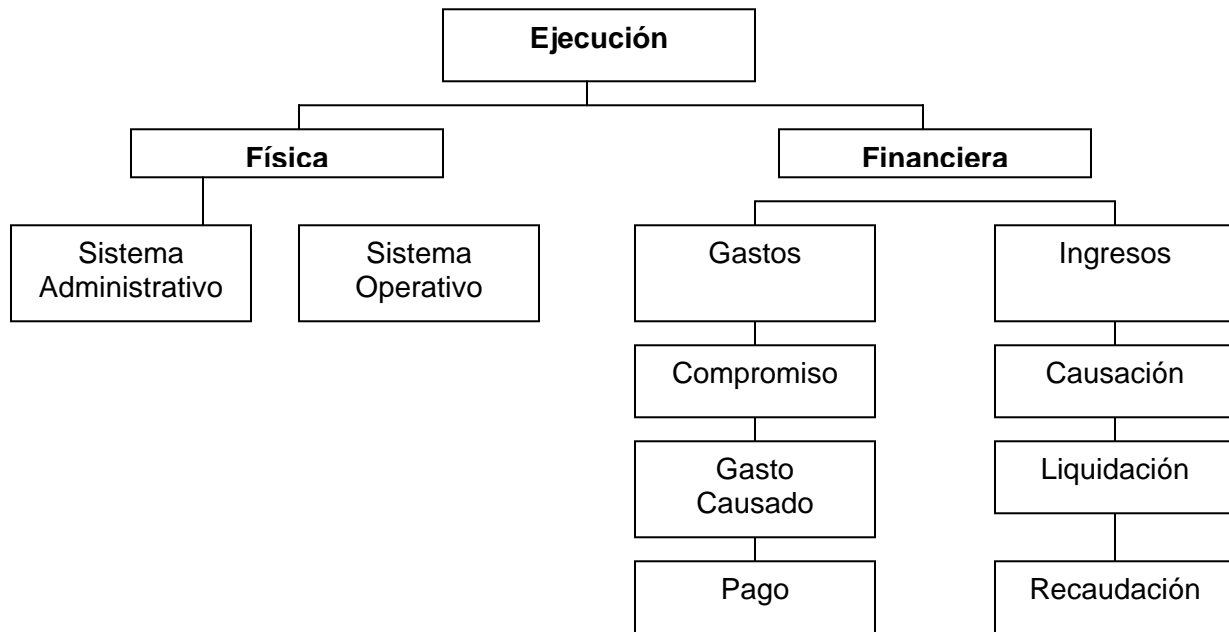 Ejecución
Física
Financiera
Sistema
Administrativo
Sistema
Operativo
Gastos
Ingresos
Compromiso
Causación
Gasto
Causado
Liquidación
Pago
Recaudación